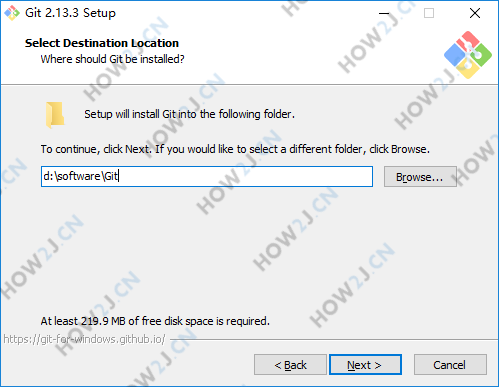 Git 2.13.3 Setup
Select Destination Location
Where should Git be installed?
Setup will install Git into the following folder.
To continue, click Next. If you would like to select a different folder, click Browse.
d:\software\Git
Browse...
At least 219.9 MB of free disk space is required.
https://git-for-windows.github.io/
< Back
Next >
Cancel
HOW2J.CN
HOW2J.CN
HOW2J.CN
HOW2J.CN
HOW2J.CN
HOW2J.CN
HOW2J.CN
HOW2J.CN
HOW2J.CN